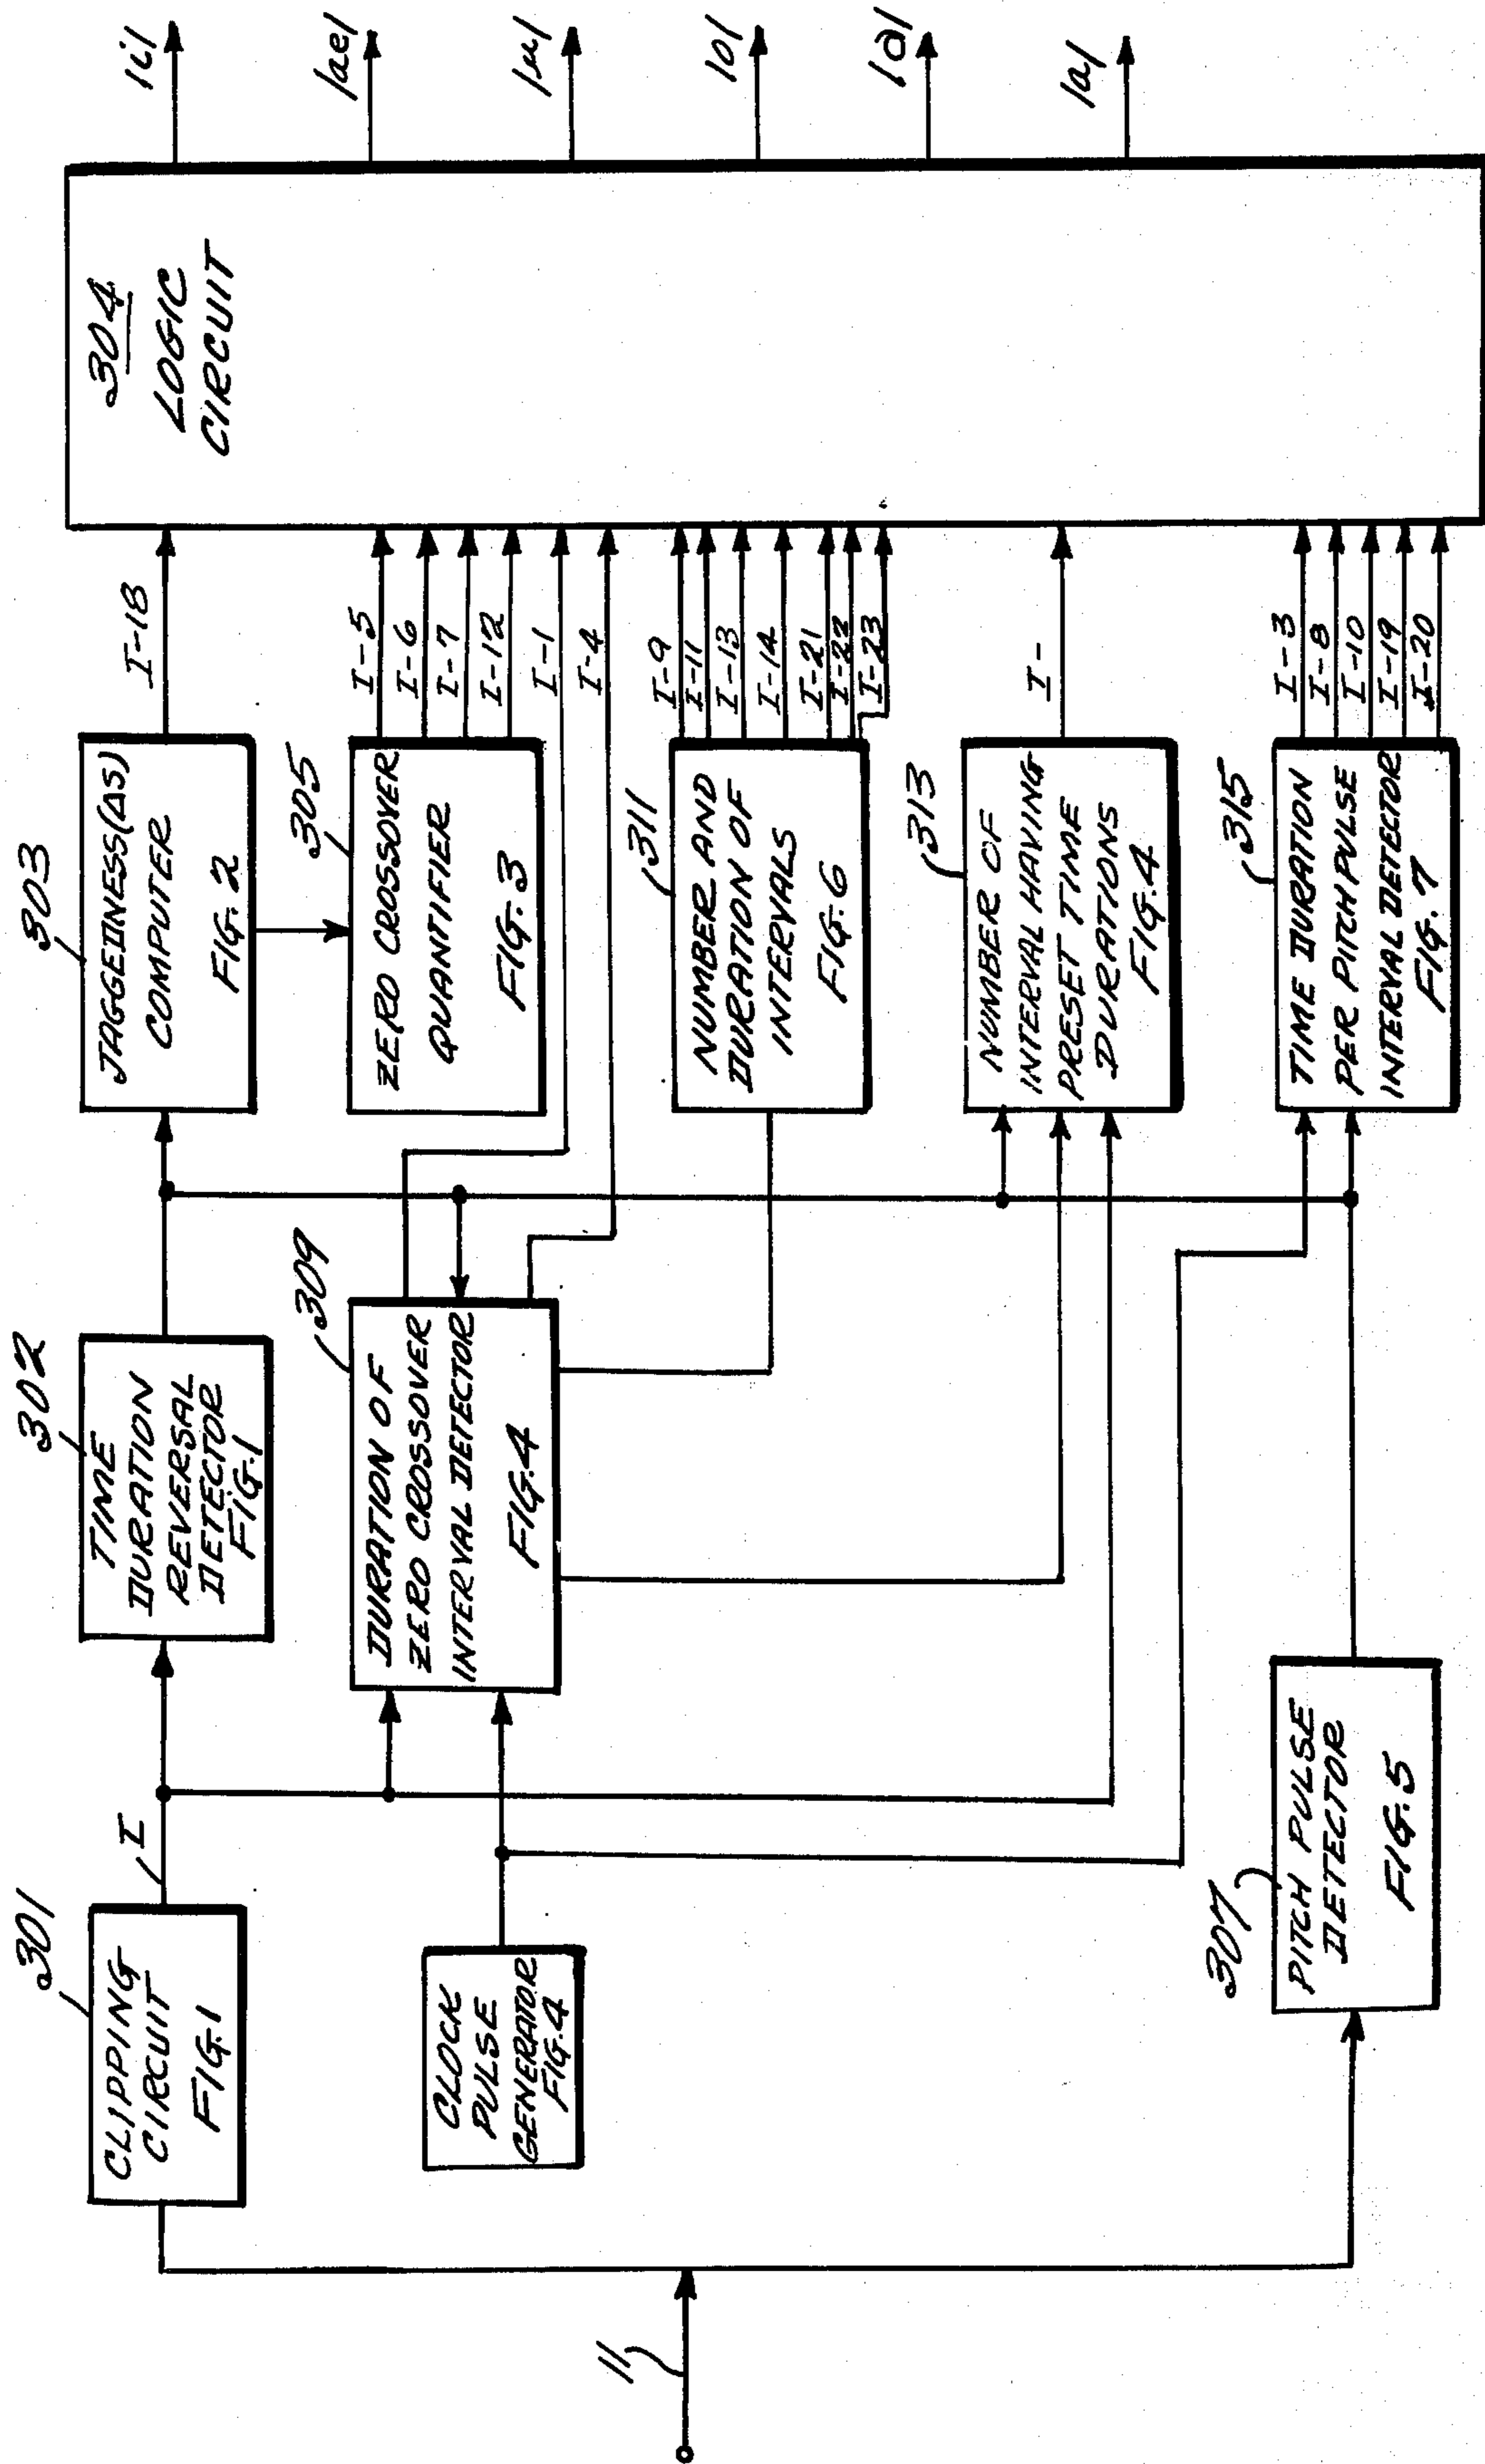 11
301
CLIPPING
CIRCUIT
FIG.1
I
302
TIME
DURATION
REVERSAL
DETECTOR
FIG.1
303
JAGGEDNESS(ΔS)
COMPUTER
FIG. 2
I-18
304
LOGIC
CIRCUIT
/i/
/ae/
/u/
/o/
/ə/
/a/
305
ZERO CROSSOVER
QUANTIFIER
FIG. 3
I-5
I-6
I-7
I-12
I-1
I-4
CLOCK
PULSE
GENERATOR
FIG.4
309
DURATION OF
ZERO CROSSOVER
INTERVAL DETECTOR
FIG.4
311
NUMBER AND
DURATION OF
INTERVALS
FIG.6
I-9
I-11
I-13
I-14
I-21
I-22
I-23
313
NUMBER OF
INTERVAL HAVING
PRESET TIME
DURATIONS
FIG.4
I-
307
PITCH PULSE
DETECTOR
FIG.5
315
TIME DURATION
PER PITCH PULSE
INTERVAL DETECTOR
FIG.7
I-3
I-8
I-10
I-19
I-20